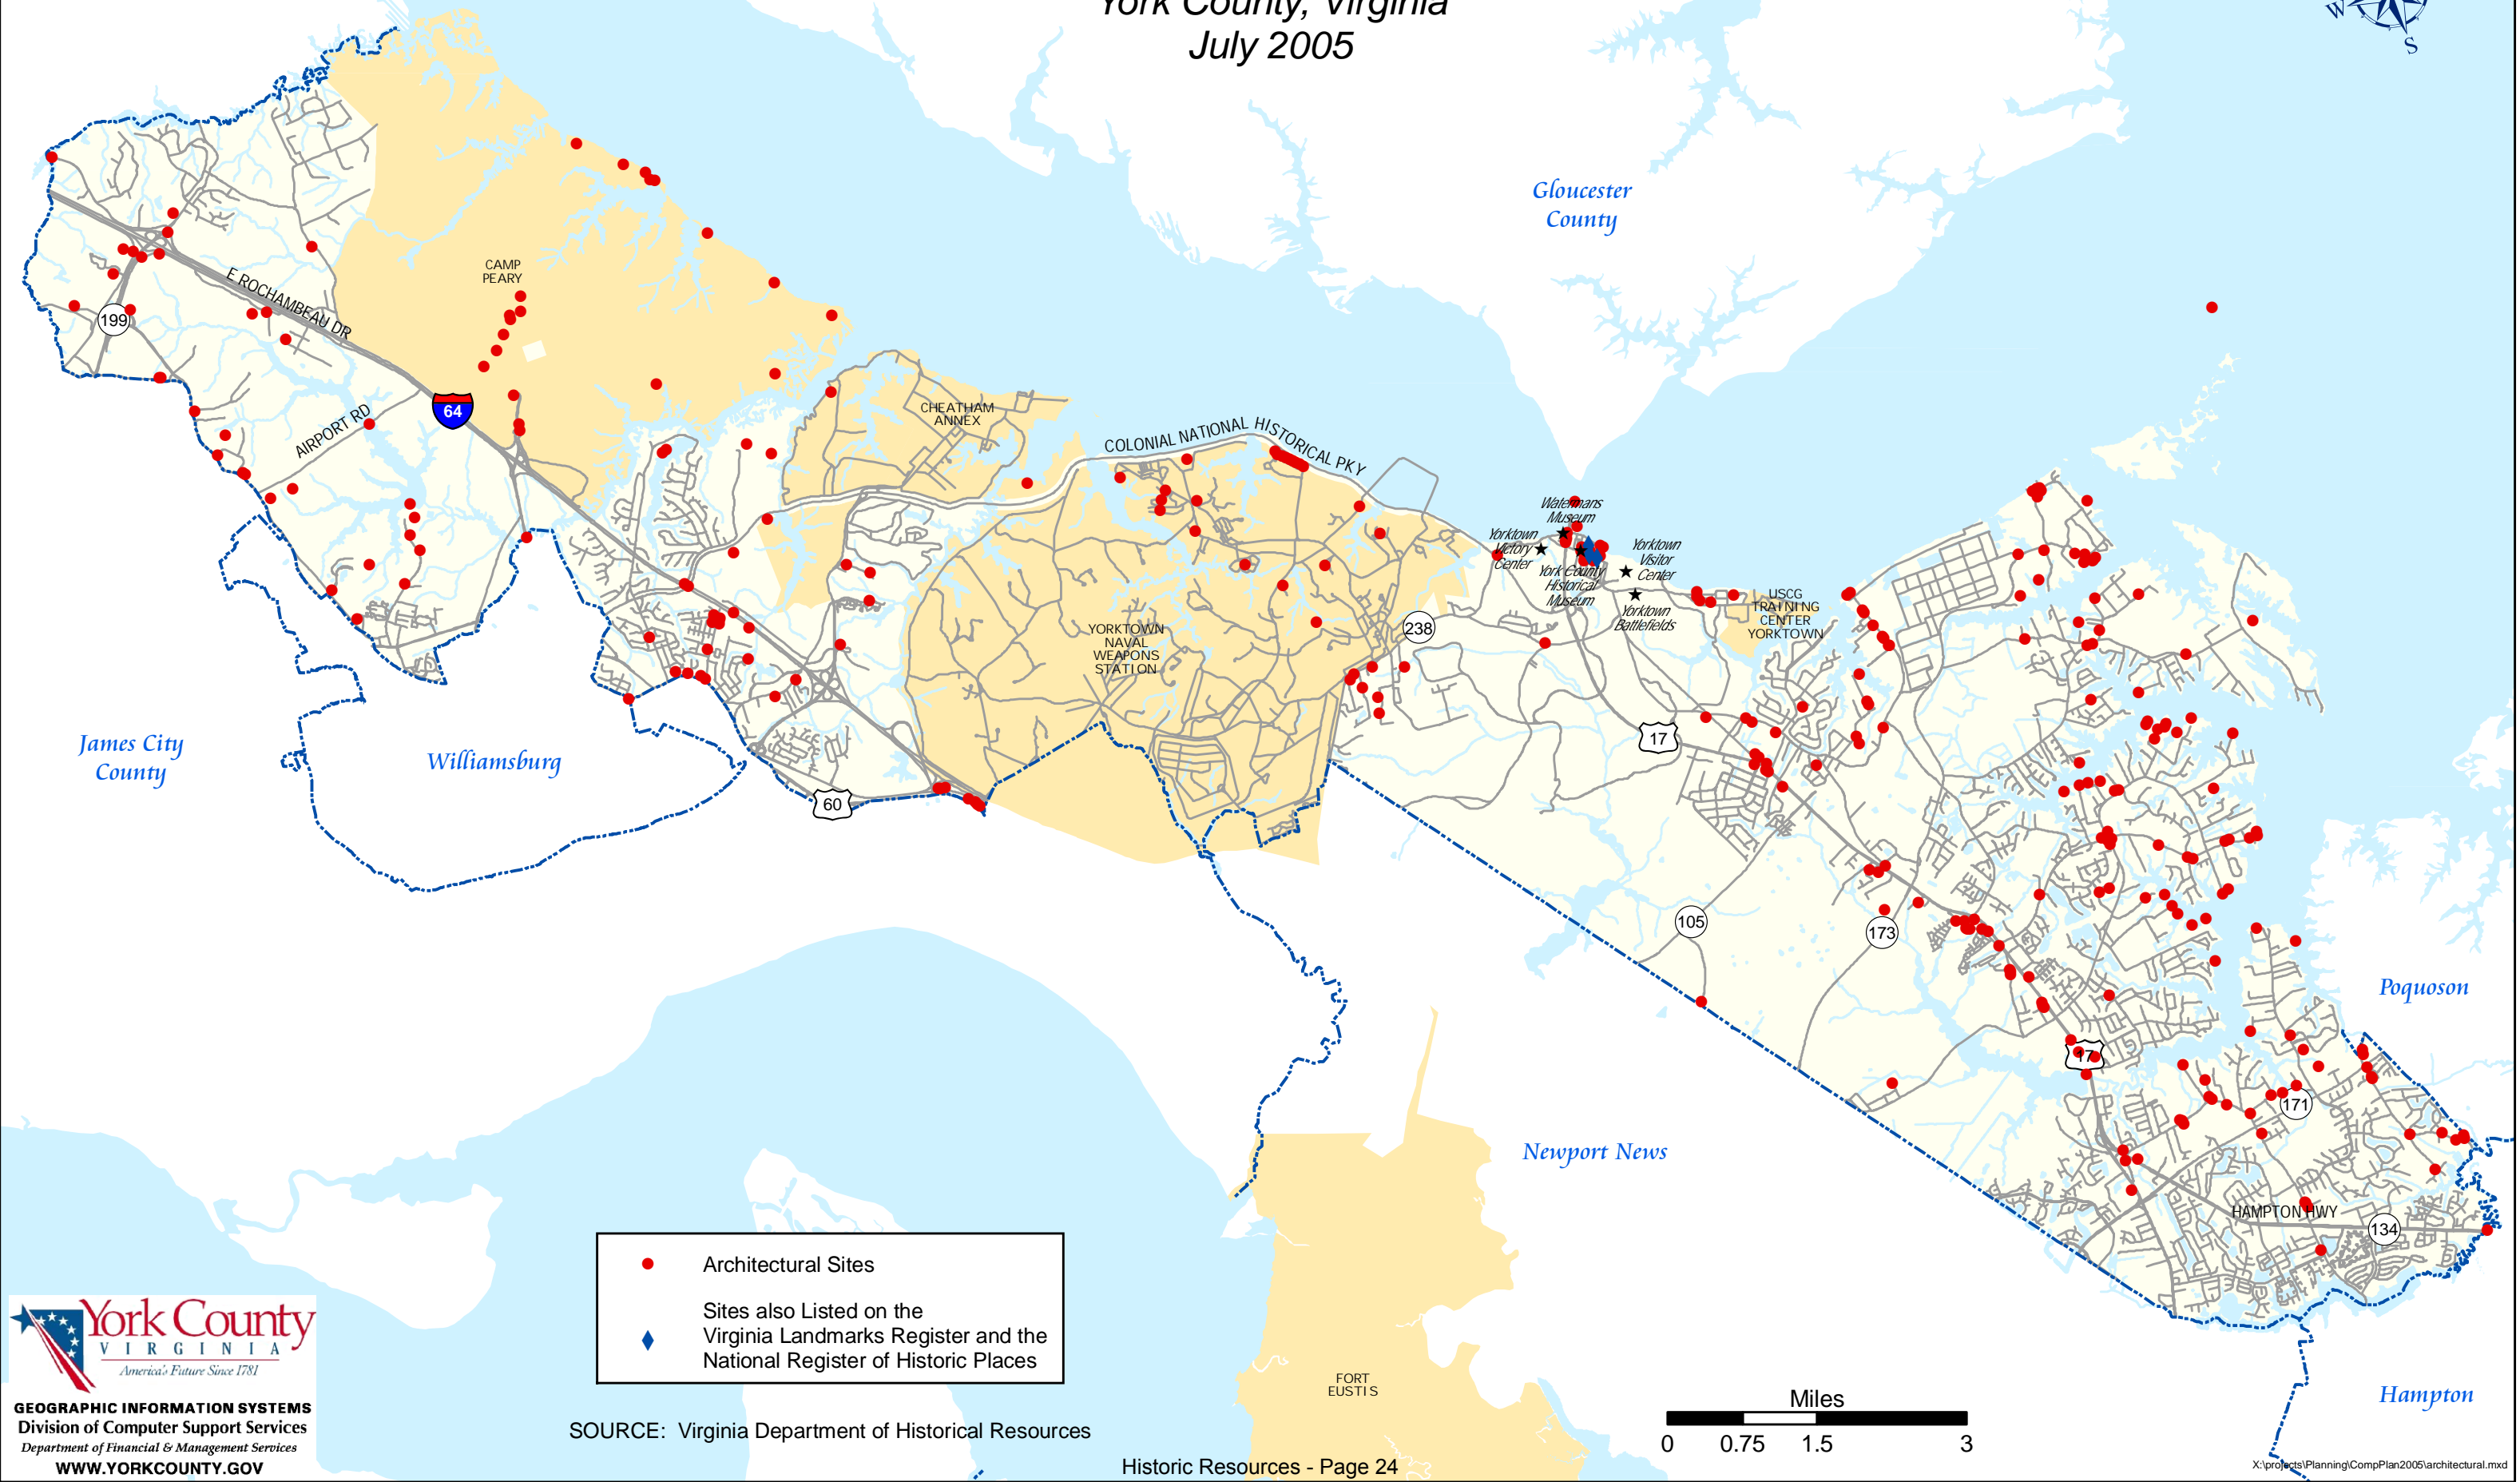 York County, Virginia
July 2005
W
S
Gloucester
County
CAMP
PEARY
E ROCHAMBEAU DR
199
64
AIRPORT RD
CHEATHAM
ANNEX
COLONIAL NATIONAL HISTORICAL PKY
Watermans
Museum
Yorktown
Victory
Center
Yorktown
Visitor
Center
York County
Historical
Museum
Yorktown
Battlefields
USCG
TRAINING
CENTER
YORKTOWN
YORKTOWN
NAVAL
WEAPONS
STATION
238
17
James City
County
Williamsburg
60
105
173
Poquoson
17
171
Newport News
HAMPTON HWY
134
Architectural Sites
Sites also Listed on the
Virginia Landmarks Register and the
National Register of Historic Places
York County
VIRGINIA
America's Future Since 1781
GEOGRAPHIC INFORMATION SYSTEMS
Division of Computer Support Services
Department of Financial & Management Services
WWW.YORKCOUNTY.GOV
SOURCE: Virginia Department of Historical Resources
FORT
EUSTIS
Miles
0 0.75 1.5 3
Hampton
Historic Resources - Page 24
X:\projects\Planning\CompPlan2005\architectural.mxd